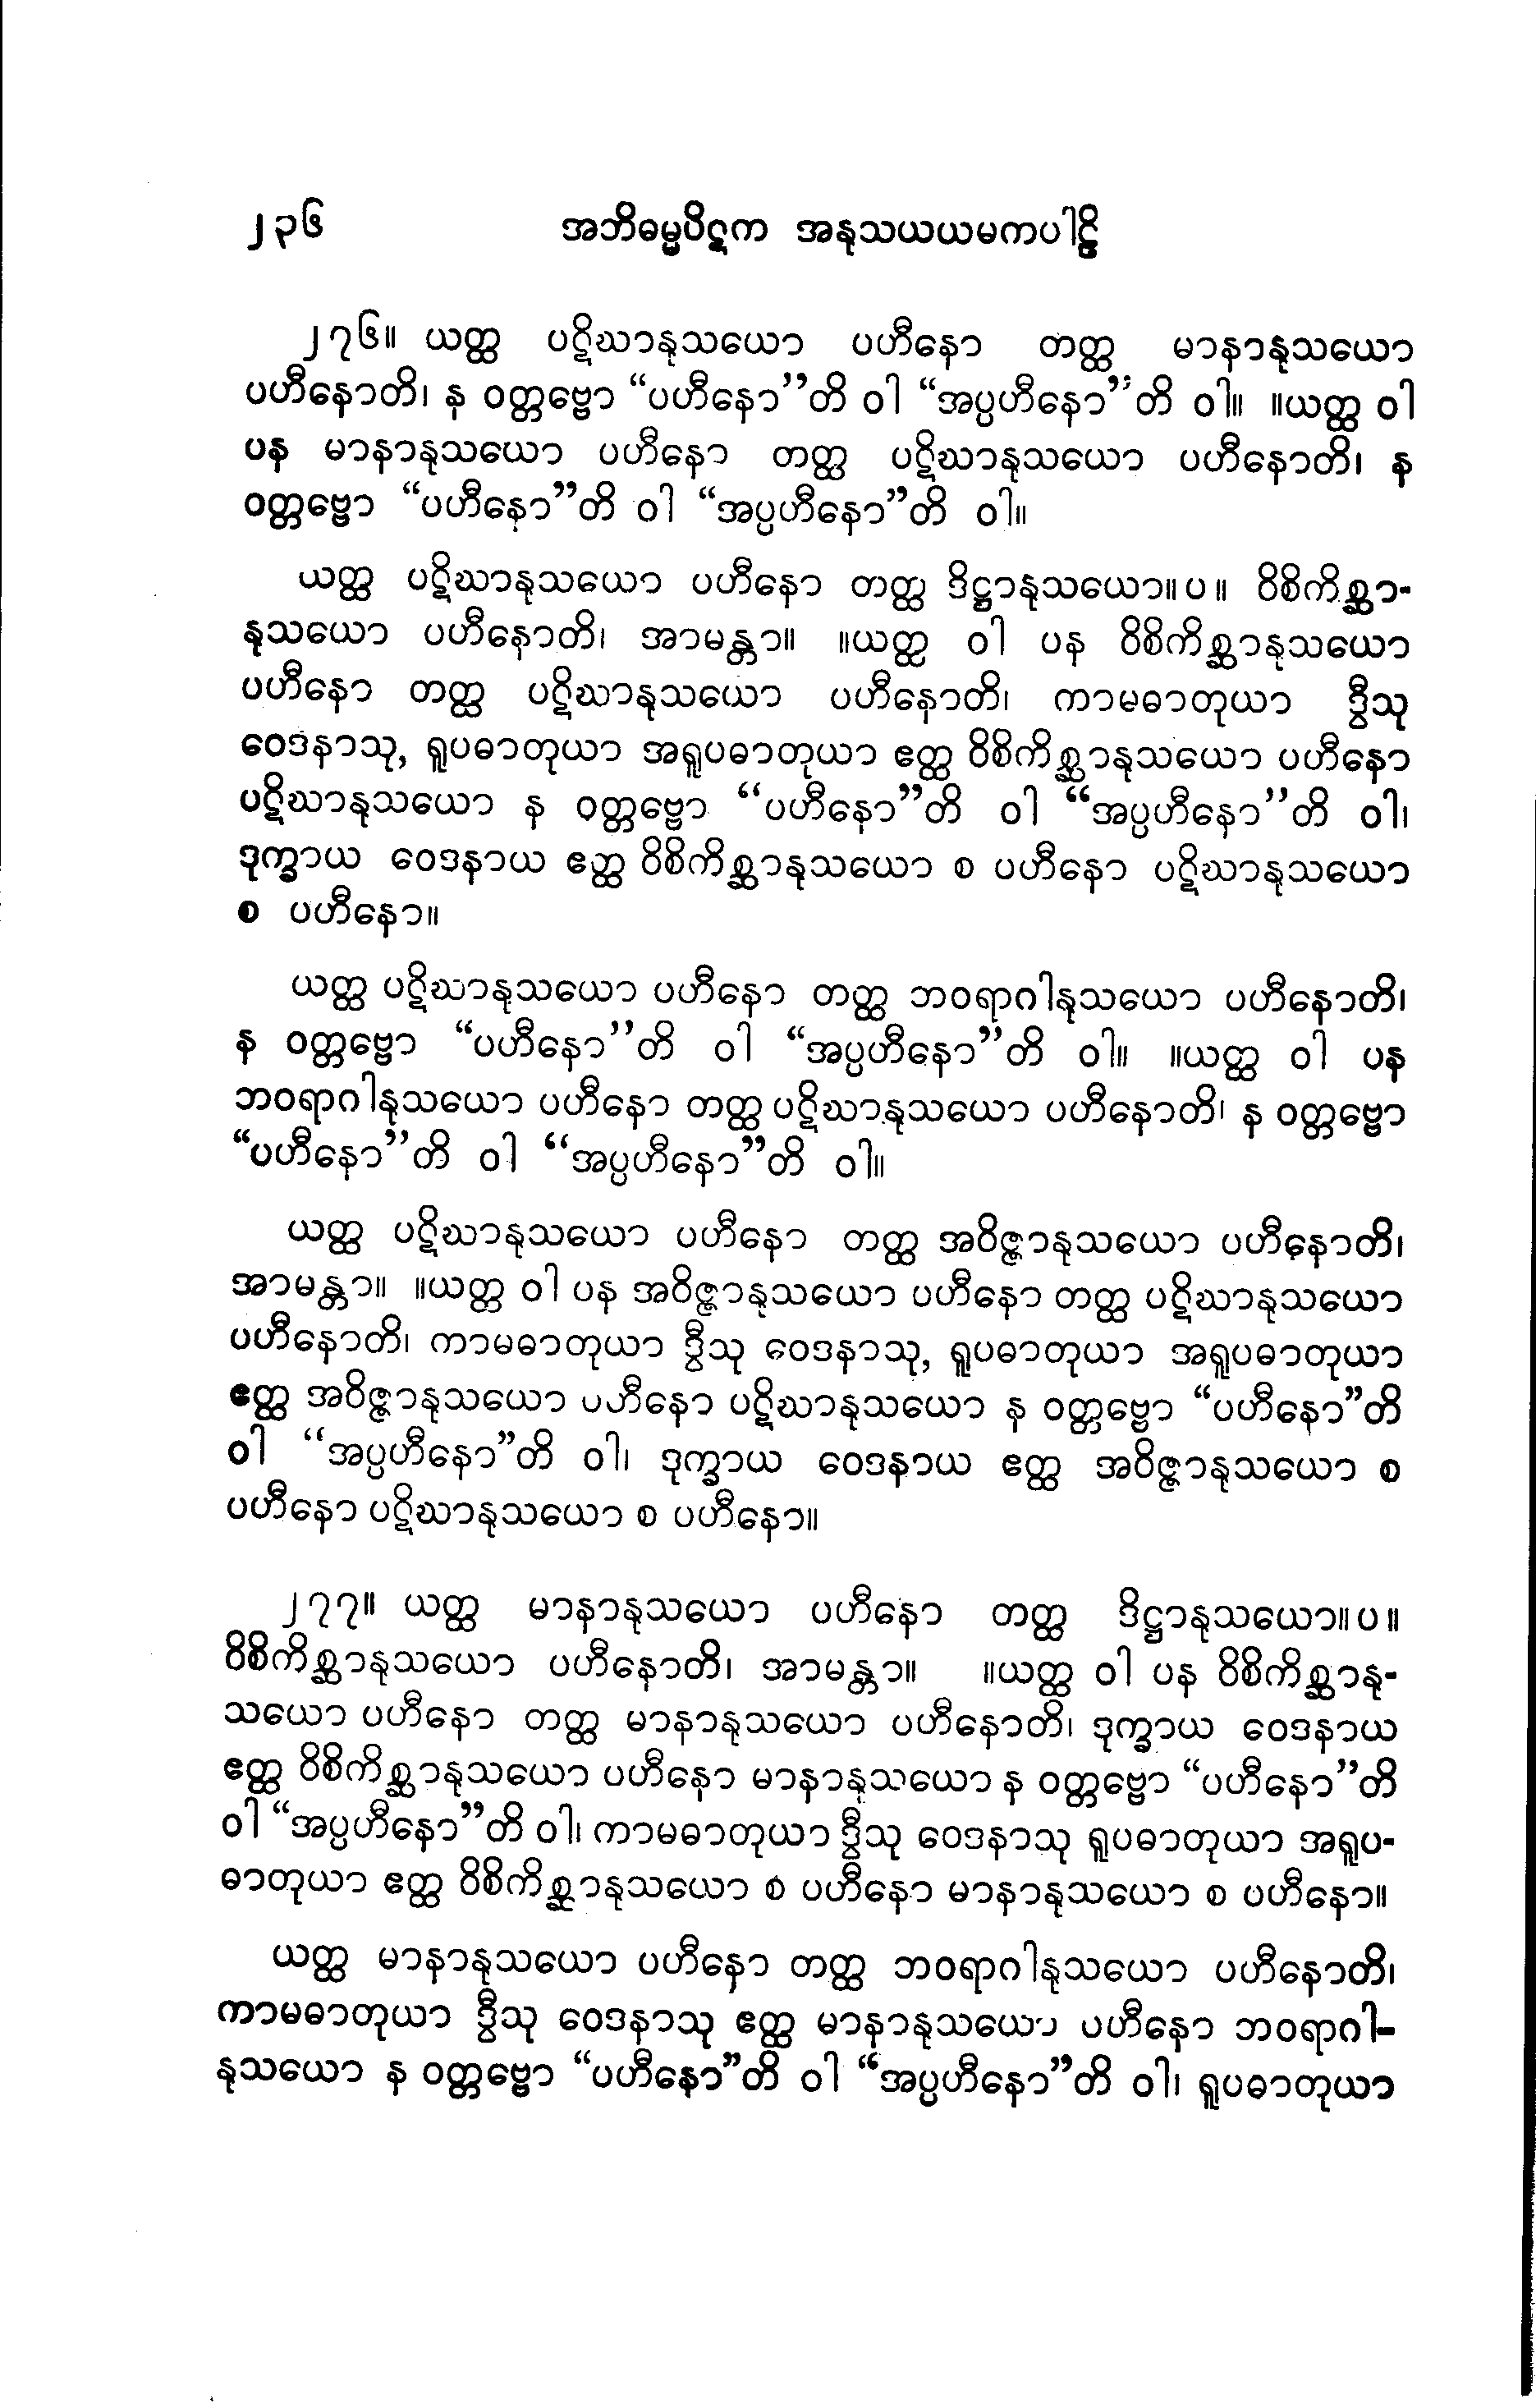 ၂၃၆ အဘိဓမ္မပိဋက အနုသယယမကပါဠိ
၂၇၆။ ယတ္ထ ပဋိဃာနုသယော ပဟီနော တတ္ထ မာနာနုသယော
ပဟီနောတိ၊ န ဝတ္တဗ္ဗော “ပဟီနော”တိ ဝါ “အပ္ပဟီနော”တိ ဝါ။ ။ယတ္ထ ဝါ
ပန မာနာနုသယော ပဟီနော တတ္ထ ပဋိဃာနုသယော ပဟီနောတိ၊ န
ဝတ္တဗ္ဗော “ပဟီနော”တိ ဝါ “အပ္ပဟီနော”တိ ဝါ။
ယတ္ထ ပဋိဃာနုသယော ပဟီနော တတ္ထ ဒိဋ္ဌာနုသယော။ပ။ ဝိစိကိစ္ဆာ-
နုသယော ပဟီနောတိ၊ အာမန္တာ။ ။ယတ္ထ ဝါ ပန ဝိစိကိစ္ဆာနုသယော
ပဟီနော တတ္ထ ပဋိဃာနုသယော ပဟီနောတိ၊ ကာမဓာတုယာ ဒွီသု
ဝေဒနာသု, ရူပဓာတုယာ အရူပဓာတုယာ ဧတ္ထ ဝိစိကိစ္ဆာနုသယော ပဟီနော
ပဋိဃာနုသယော န ဝတ္တဗ္ဗော “ပဟီနော”တိ ဝါ “အပ္ပဟီနော”တိ ဝါ၊
ဒုက္ခာယ ဝေဒနာယ ဧတ္ထ ဝိစိကိစ္ဆာနုသယော စ ပဟီနော ပဋိဃာနုသယော
စ ပဟီနော။
ယတ္ထ ပဋိဃာနုသယော ပဟီနော တတ္ထ ဘဝရာဂါနုသယော ပဟီနောတိ၊
န ဝတ္တဗ္ဗော “ပဟီနော”တိ ဝါ “အပ္ပဟီနော”တိ ဝါ။ ။ယတ္ထ ဝါ ပန
ဘဝရာဂါနုသယော ပဟီနော တတ္ထ ပဋိဃာနုသယော ပဟီနောတိ၊ န ဝတ္တဗ္ဗော
“ပဟီနော”တိ ဝါ “အပ္ပဟီနော”တိ ဝါ။
ယတ္ထ ပဋိဃာနုသယော ပဟီနော တတ္ထ အဝိဇ္ဇာနုသယော ပဟီနောတိ၊
အာမန္တာ။ ။ယတ္ထ ဝါ ပန အဝိဇ္ဇာနုသယော ပဟီနော တတ္ထ ပဋိဃာနုသယော
ပဟီနောတိ၊ ကာမဓာတုယာ ဒွီသု ဝေဒနာသု, ရူပဓာတုယာ အရူပဓာတုယာ
ဧတ္ထ အဝိဇ္ဇာနုသယော ပဟီနော ပဋိဃာနုသယော န ဝတ္တဗ္ဗော “ပဟီနော”တိ
ဝါ “အပ္ပဟီနော”တိ ဝါ၊ ဒုက္ခာယ ဝေဒနာယ ဧတ္ထ အဝိဇ္ဇာနုသယော စ
ပဟီနော ပဋိဃာနုသယော စ ပဟီနော။
၂၇၇။ ယတ္ထ မာနာနုသယော ပဟီနော တတ္ထ ဒိဋ္ဌာနုသယော။ပ။
ဝိစိကိစ္ဆာနုသယော ပဟီနောတိ၊ အာမန္တာ။ ။ယတ္ထ ဝါ ပန ဝိစိကိစ္ဆာနု-
သယော ပဟီနော တတ္ထ မာနာနုသယော ပဟီနောတိ၊ ဒုက္ခာယ ဝေဒနာယ
ဧတ္ထ ဝိစိကိစ္ဆာနုသယော ပဟီနော မာနာနုသယော န ဝတ္တဗ္ဗော “ပဟီနော”တိ
ဝါ “အပ္ပဟီနော”တိ ဝါ၊ ကာမဓာတုယာ ဒွီသု ဝေဒနာသု ရူပဓာတုယာ အရူပ-
ဓာတုယာ ဧတ္ထ ဝိစိကိစ္ဆာနုသယော စ ပဟီနော မာနာနုသယော စ ပဟီနော။
ယတ္ထ မာနာနုသယော ပဟီနော တတ္ထ ဘဝရာဂါနုသယော ပဟီနောတိ၊
ကာမဓာတုယာ ဒွီသု ဝေဒနာသု ဧတ္ထ မာနာနုသယော ပဟီနော ဘဝရာဂါ-
နုသယော န ဝတ္တဗ္ဗော “ပဟီနော”တိ ဝါ “အပ္ပဟီနော”တိ ဝါ၊ ရူပဓာတုယာ